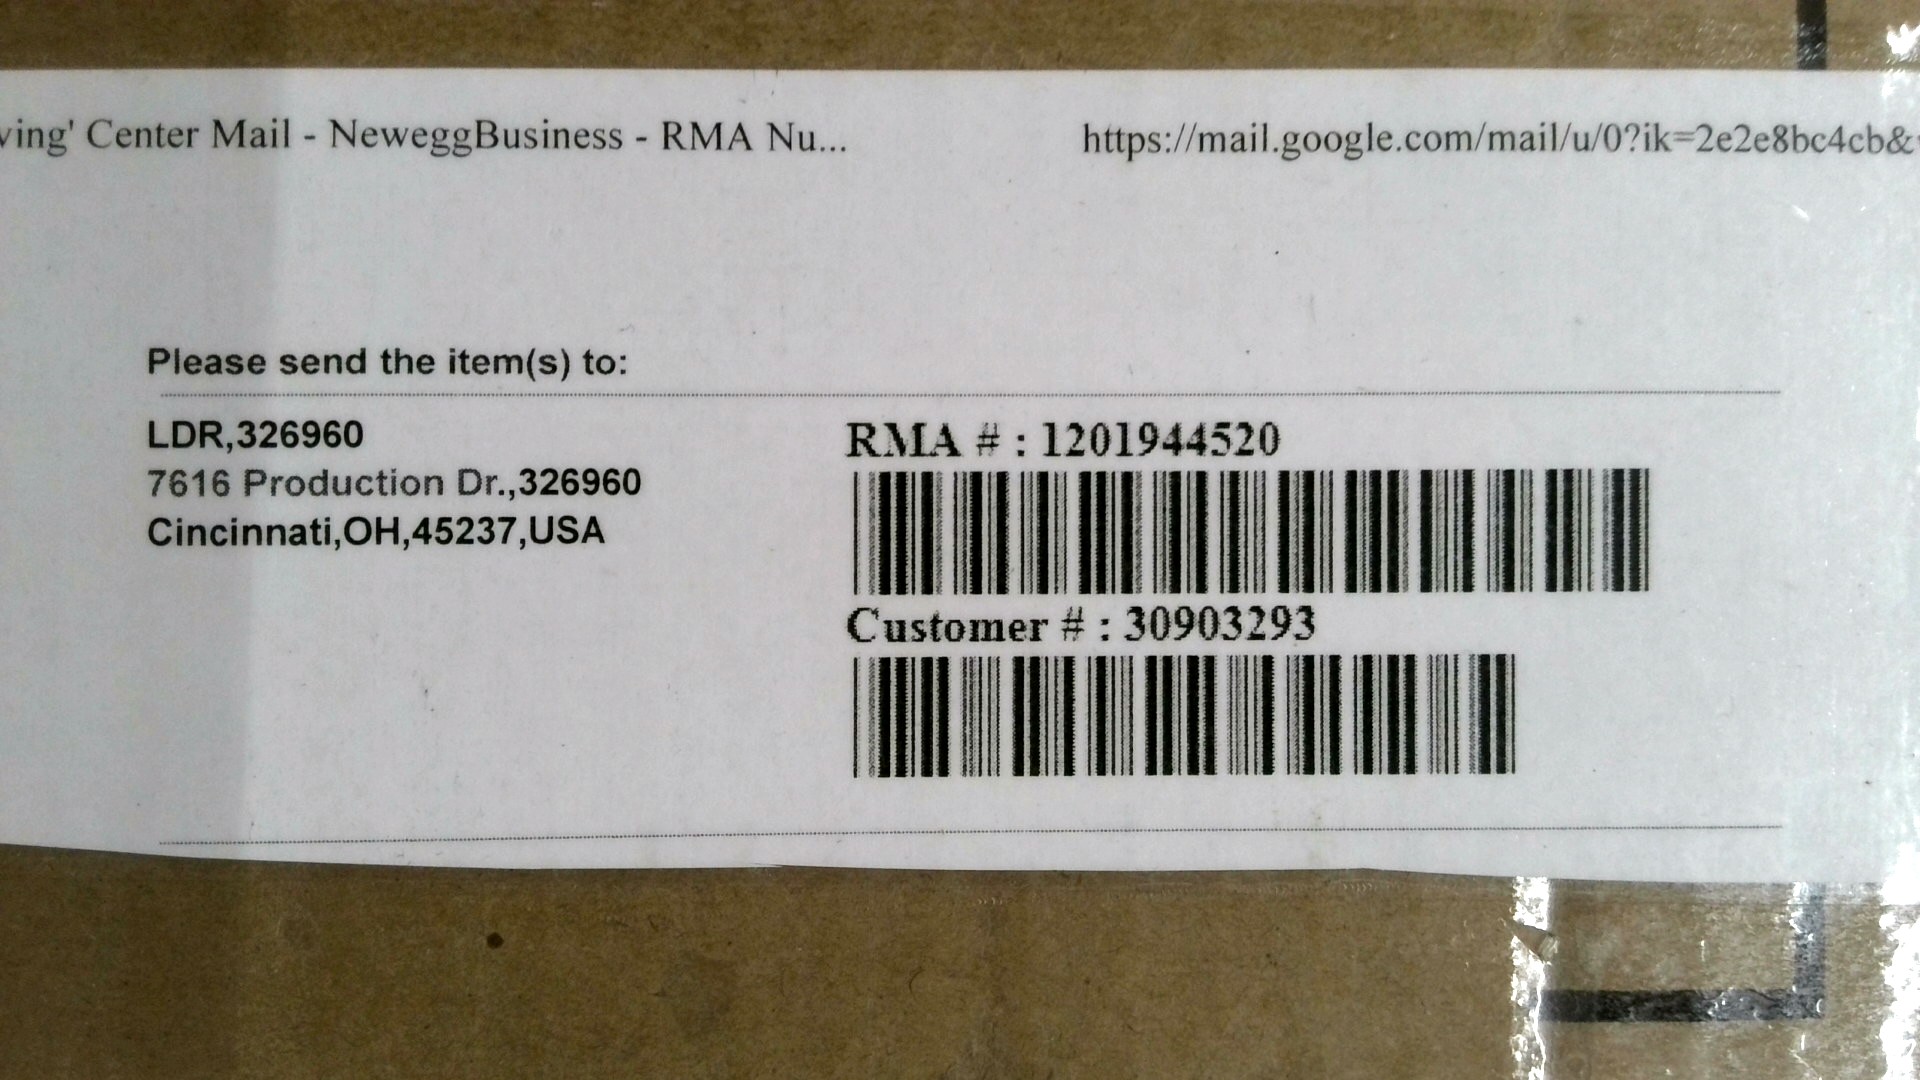 ving' Center Mail - NeweggBusiness - RMA Nu...
https://mail.google.com/mail/u/0?ik=2e2e8bc4cb&
Please send the item(s) to:
LDR,326960
7616 Production Dr.,326960
Cincinnati,OH,45237,USA
RMA # : 1201944520
Customer # : 30903293